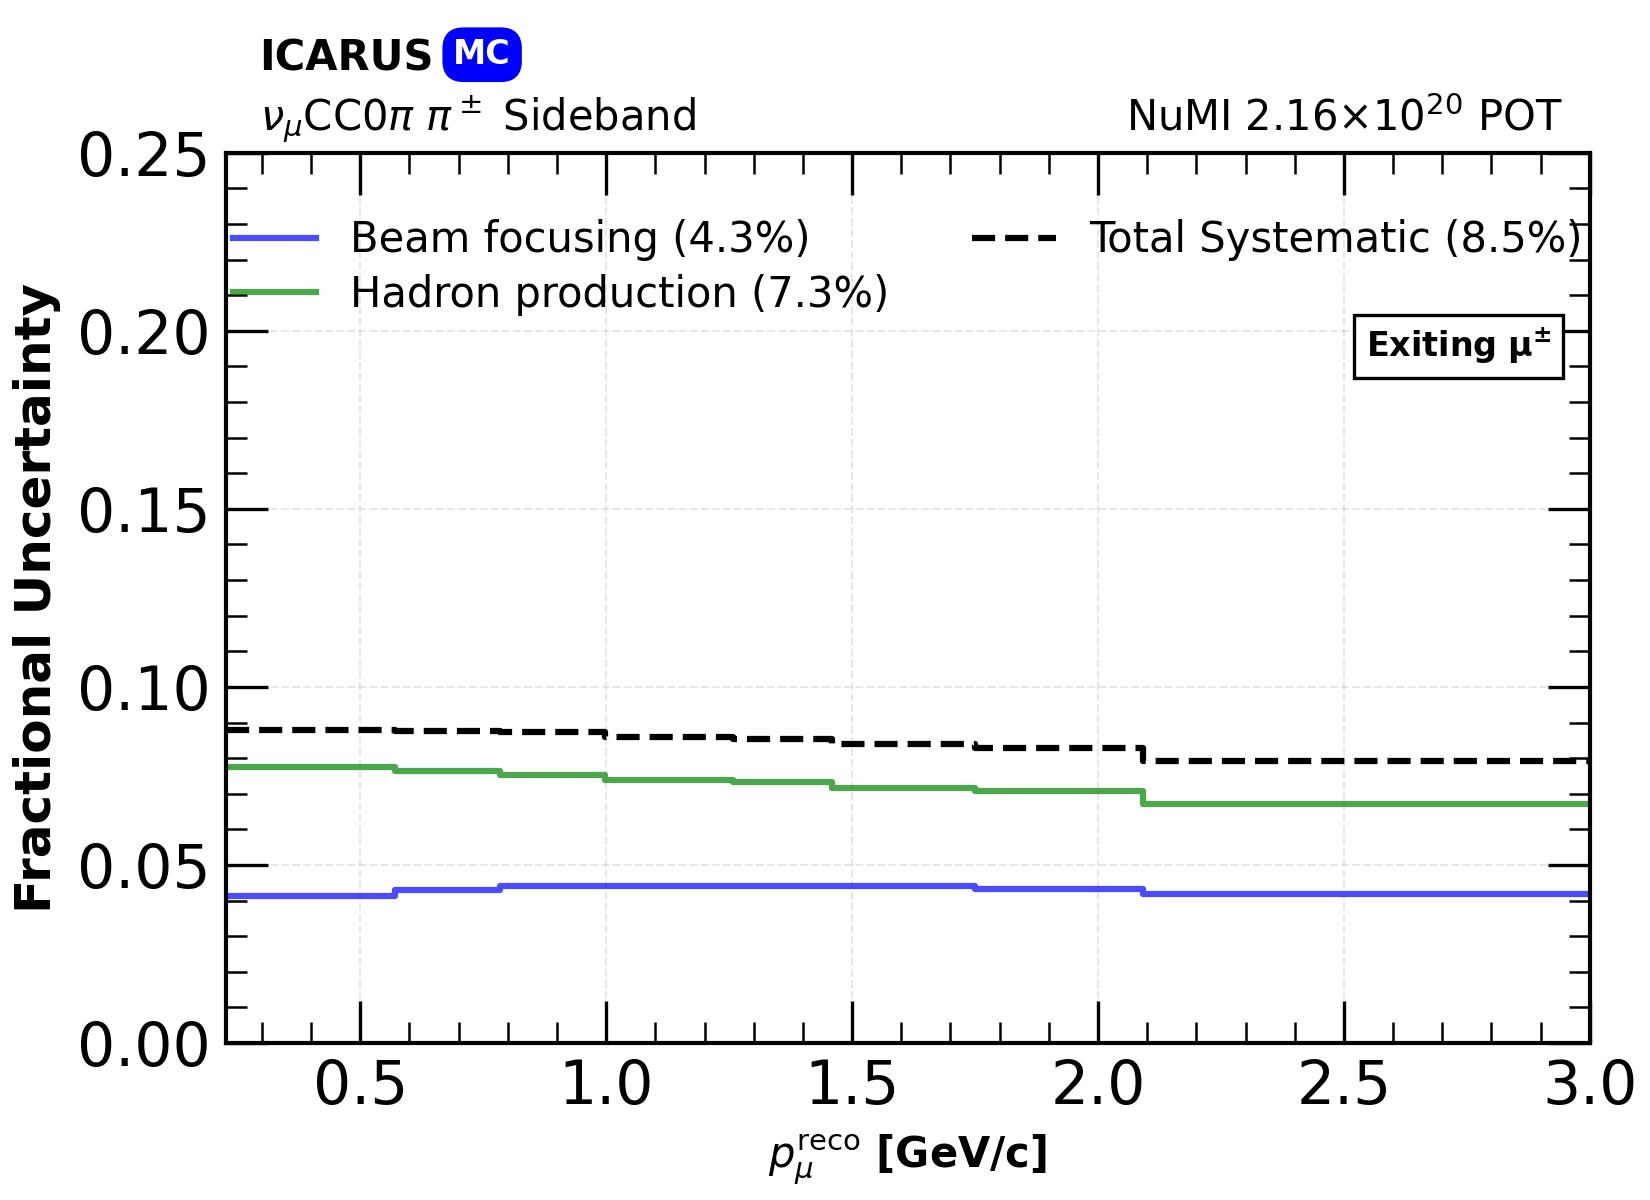 ICARUS MC
νμCC0π π± Sideband NuMI 2.16×10²⁰ POT
Beam focusing (4.3%) Total Systematic (8.5%)
Hadron production (7.3%)
Exiting μ±
Fractional Uncertainty
0.25
0.20
0.15
0.10
0.05
0.00
0.5 1.0 1.5 2.0 2.5 3.0
pμ^reco [GeV/c]